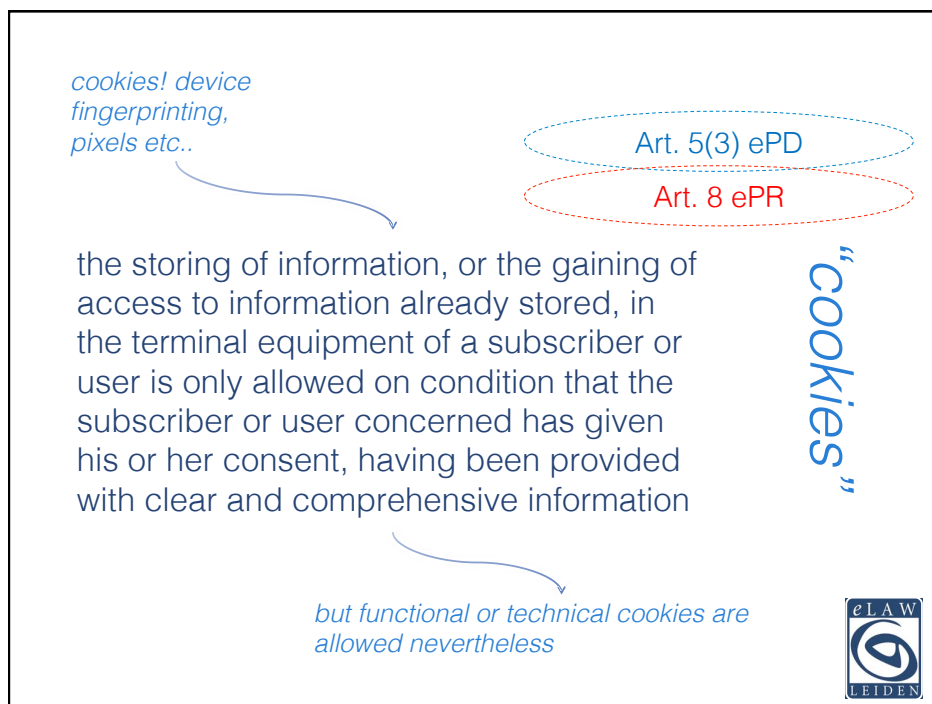 cookies! device
fingerprinting,
pixels etc..
Art. 5(3) ePD
Art. 8 ePR
the storing of information, or the gaining of
access to information already stored, in
the terminal equipment of a subscriber or
user is only allowed on condition that the
subscriber or user concerned has given
his or her consent, having been provided
with clear and comprehensive information
“cookies”
but functional or technical cookies are
allowed nevertheless
eLAW
LEIDEN